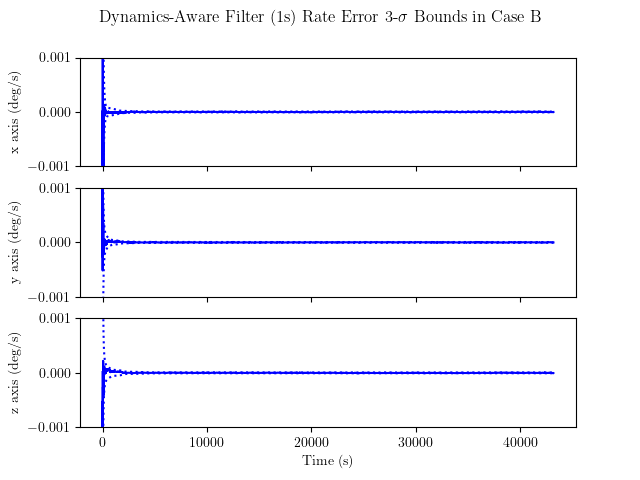 Dynamics-Aware Filter (1s) Rate Error 3-σ Bounds in Case B
0.001
0.000
−0.001
x axis (deg/s)
0.001
0.000
−0.001
y axis (deg/s)
0.001
0.000
−0.001
z axis (deg/s)
0 10000 20000 30000 40000
Time (s)